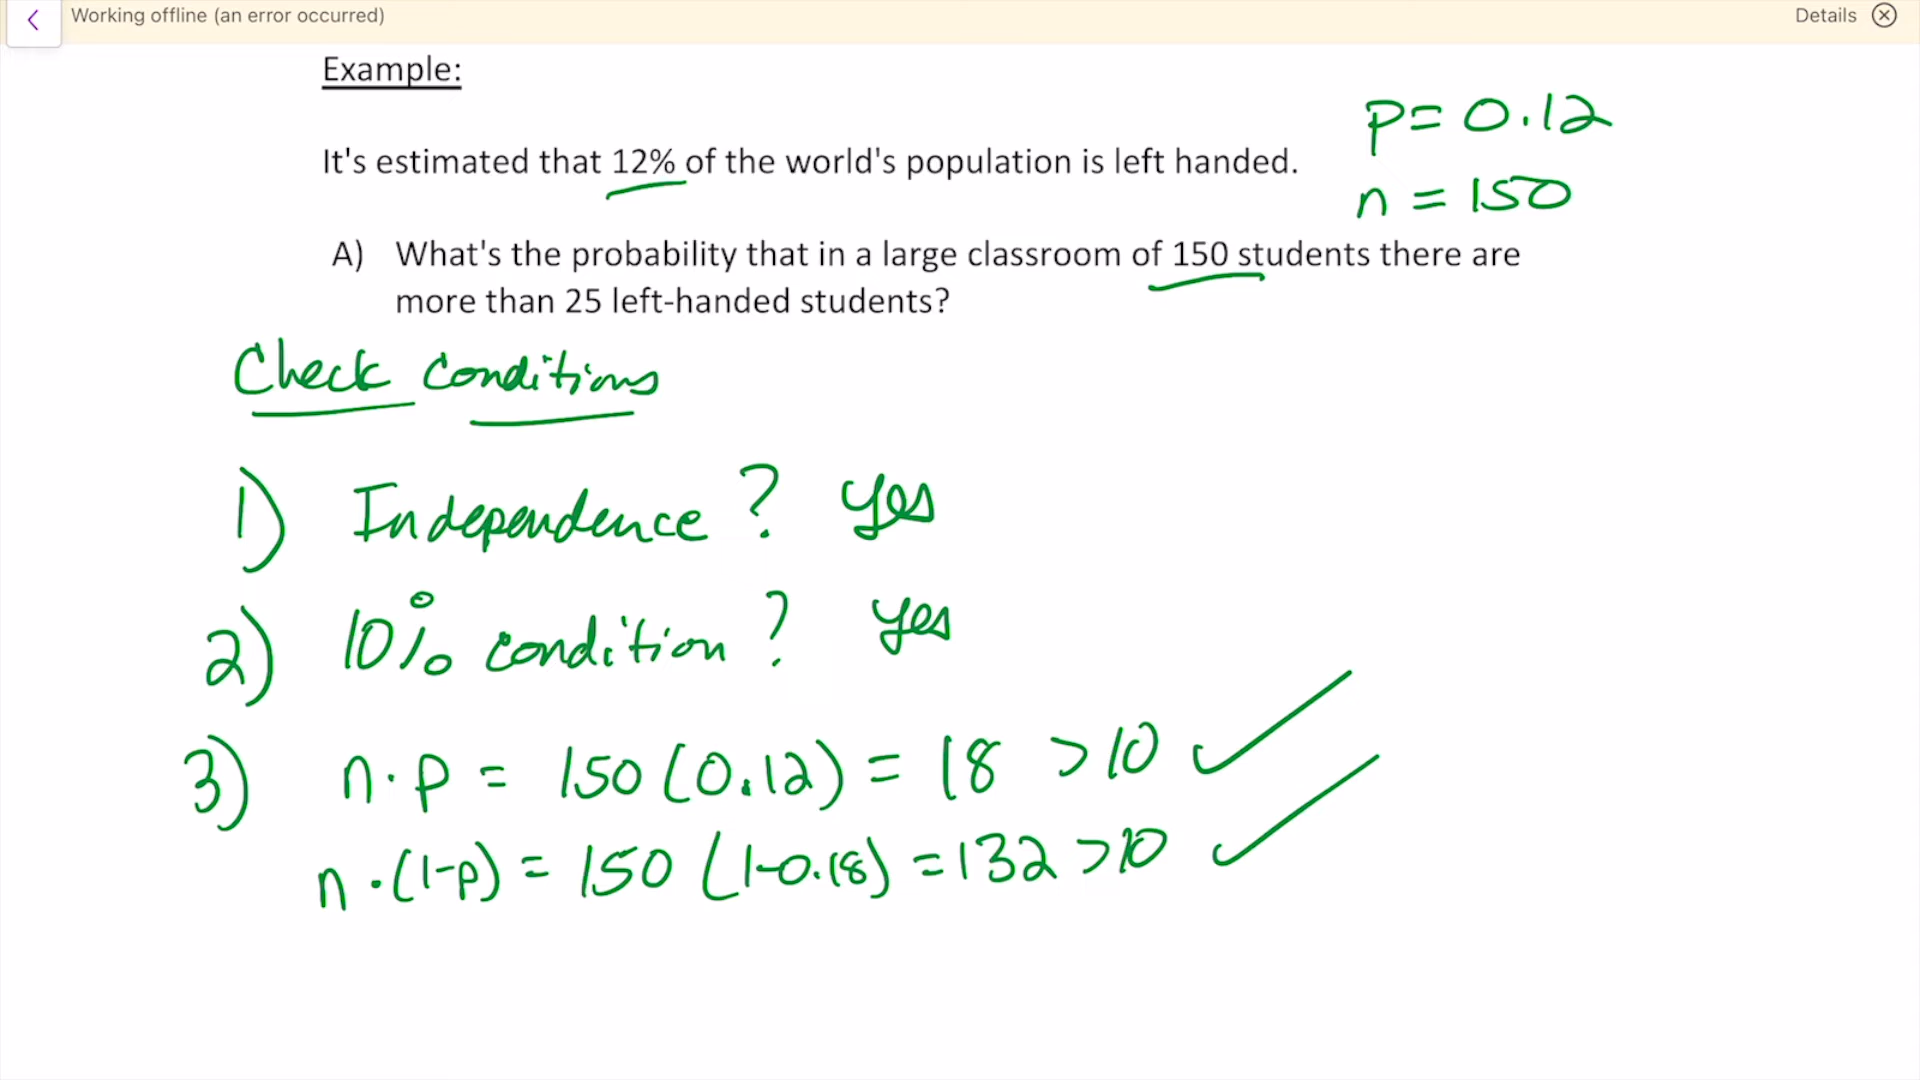 Working offline (an error occurred) Details
Example:
p = 0.12
It's estimated that 12% of the world's population is left handed.
n = 150
A) What's the probability that in a large classroom of 150 students there are
more than 25 left-handed students?
Check Conditions
1) Independence? yes
2) 10% condition? yes
3) n·p = 150(0.12) = 18 >10 ✓
n·(1-p) = 150 (1-0.18) = 132 >10 ✓